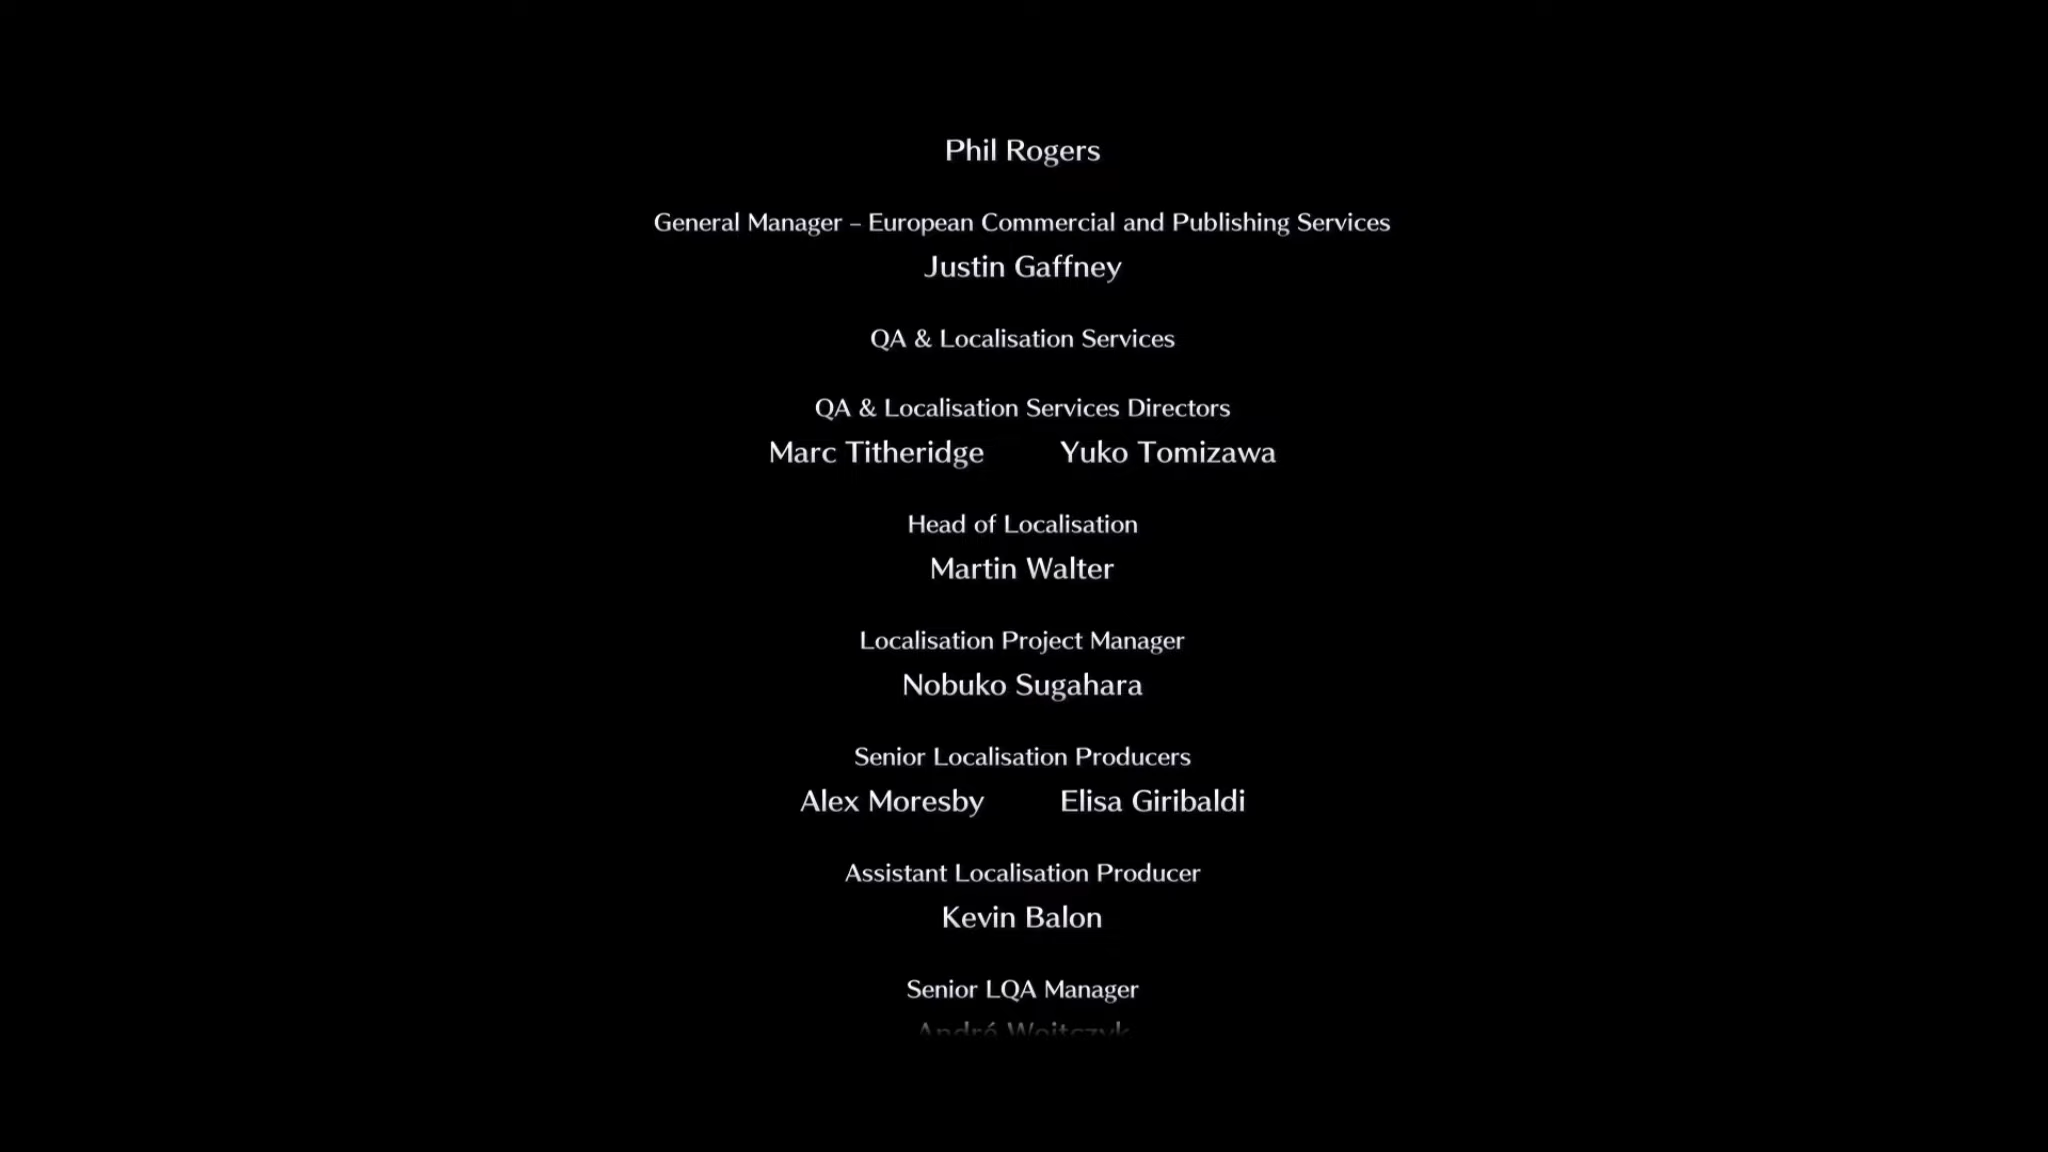 Phil Rogers
General Manager – European Commercial and Publishing Services
Justin Gaffney
QA & Localisation Services
QA & Localisation Services Directors
Marc Titheridge Yuko Tomizawa
Head of Localisation
Martin Walter
Localisation Project Manager
Nobuko Sugahara
Senior Localisation Producers
Alex Moresby Elisa Giribaldi
Assistant Localisation Producer
Kevin Balon
Senior LQA Manager
André Wojtczyk